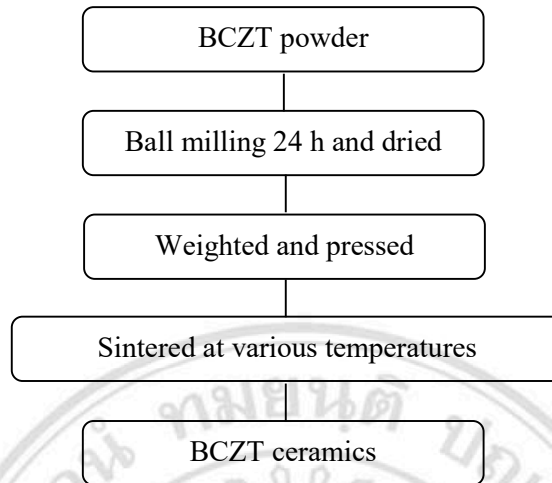 BCZT powder
Ball milling 24 h and dried
Weighted and pressed
Sintered at various temperatures
BCZT ceramics